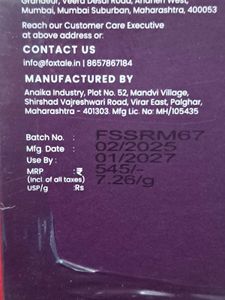 Grandeur, Veera Desai Road, Andheri West,
Mumbai, Mumbai Suburban, Maharashtra, 400053
Reach our Customer Care Executive
at above address or
CONTACT US
info@foxtale.in | 8657867184
MANUFACTURED BY
Anaika Industry, Plot No. 52, Mandvi Village,
Shirshad Vajreshwari Road, Virar East, Palghar,
Maharashtra - 401303. Mfg Lic. No: MH/105435
Batch No. : FSSRM67
Mfg. Date : 02/2025
Use By : 01/2027
MRP : ₹ 545/-
(Incl. of all taxes)
USP/g : Rs 7.26/g